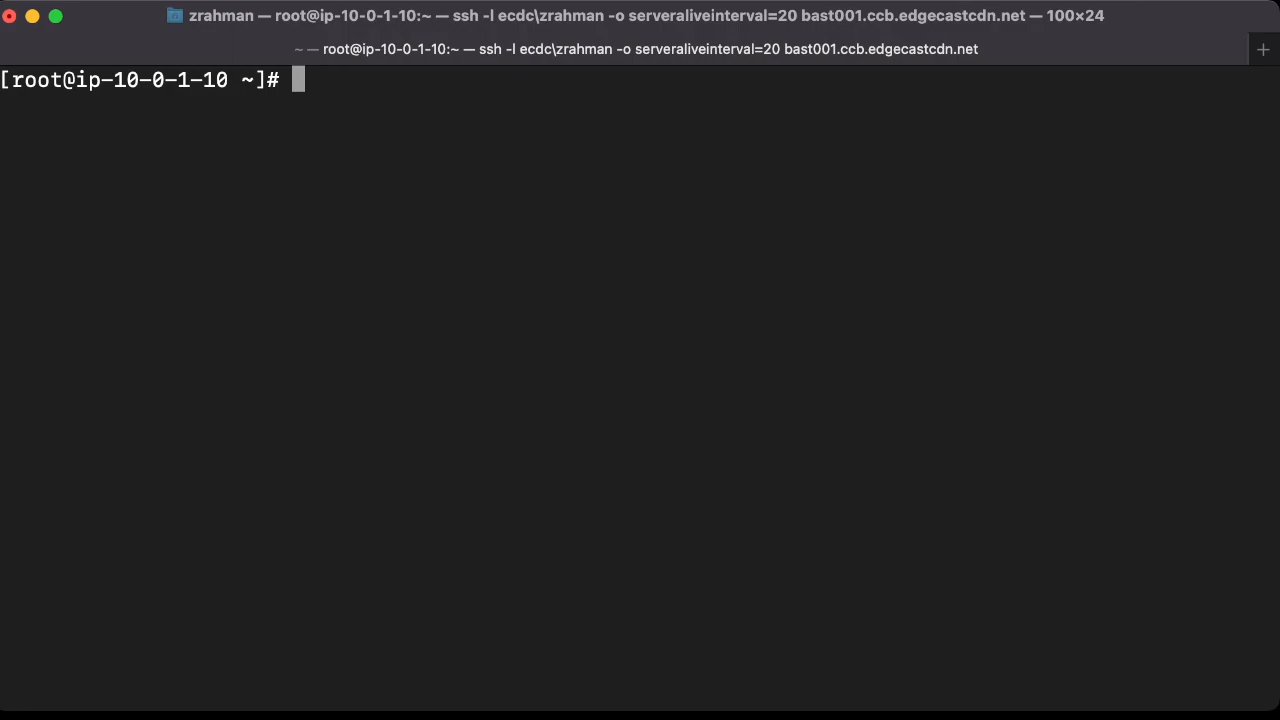 zrahman — root@ip-10-0-1-10:~ — ssh -l ecdc\zrahman -o serveraliveinterval=20 bast001.ccb.edgecastcdn.net — 100×24
~ — root@ip-10-0-1-10:~ — ssh -l ecdc\zrahman -o serveraliveinterval=20 bast001.ccb.edgecastcdn.net
[root@ip-10-0-1-10 ~]#